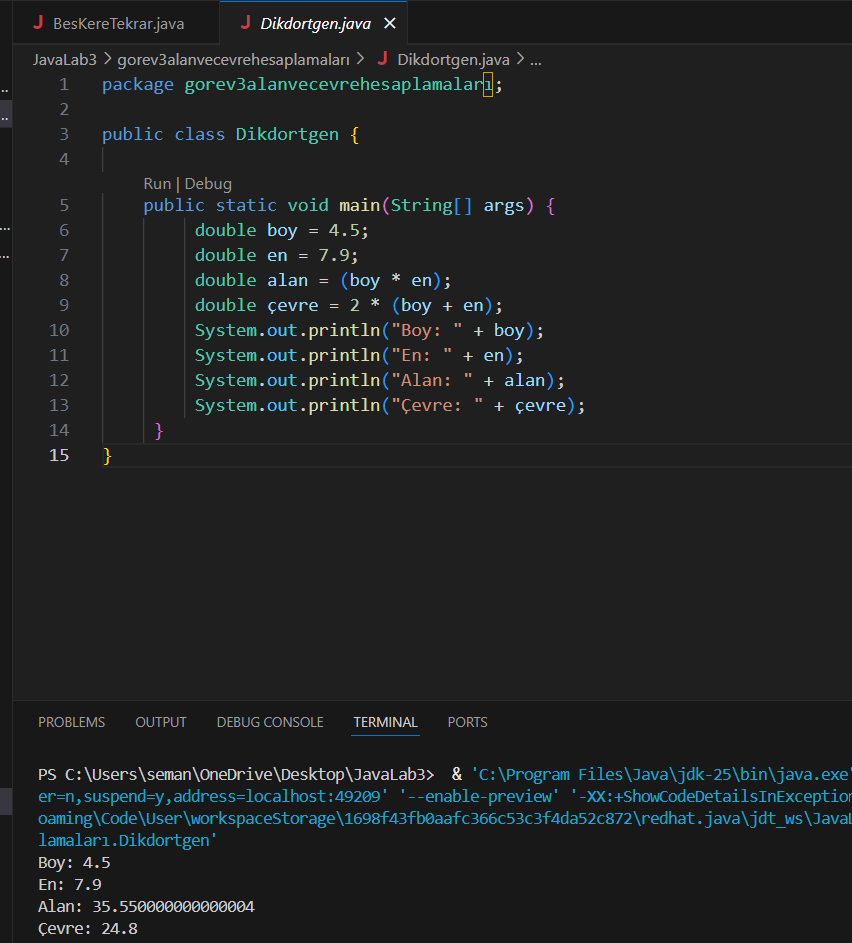 BesKereTekrar.java
Dikdortgen.java
JavaLab3 > gorev3alanvecevrehesaplamaları > Dikdortgen.java > ...
1 package gorev3alanvecevrehesaplamaları;
2
3 public class Dikdortgen {
4
Run | Debug
5 public static void main(String[] args) {
6 double boy = 4.5;
7 double en = 7.9;
8 double alan = (boy * en);
9 double çevre = 2 * (boy + en);
10 System.out.println("Boy: " + boy);
11 System.out.println("En: " + en);
12 System.out.println("Alan: " + alan);
13 System.out.println("Çevre: " + çevre);
14 }
15 }
PROBLEMS OUTPUT DEBUG CONSOLE TERMINAL PORTS
PS C:\Users\seman\OneDrive\Desktop\JavaLab3> & 'C:\Program Files\Java\jdk-25\bin\java.exe'
er=n,suspend=y,address=localhost:49209' '--enable-preview' '-XX:+ShowCodeDetailsInException
oaming\Code\User\workspaceStorage\1698f43fb0aafc366c53c3f4da52c872\redhat.java\jdt_ws\JavaL
lamaları.Dikdortgen'
Boy: 4.5
En: 7.9
Alan: 35.550000000000004
Çevre: 24.8